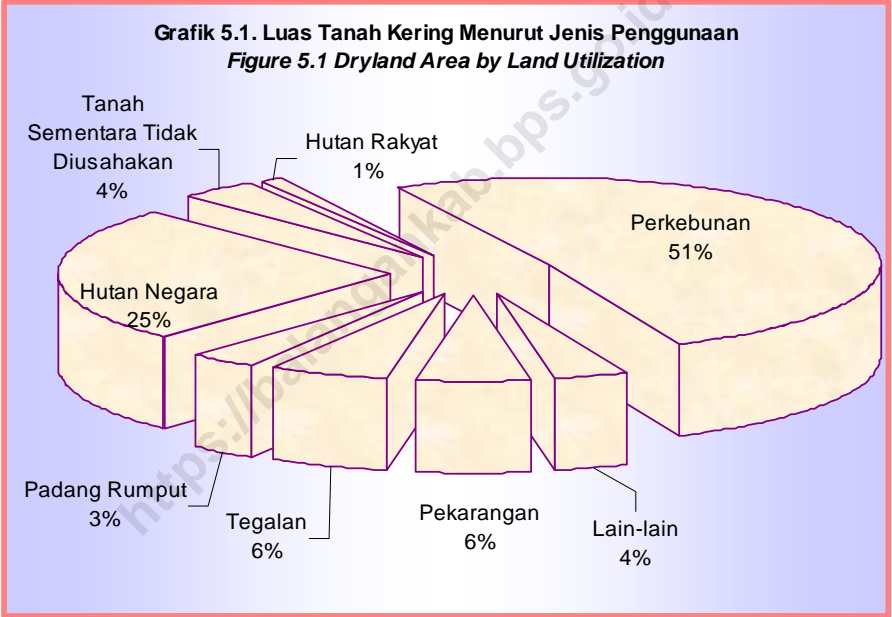 Grafik 5.1. Luas Tanah Kering Menurut Jenis Penggunaan
Figure 5.1 Dryland Area by Land Utilization
Tanah
Sementara Tidak
Diusahakan
4%
Hutan Rakyat
1%
Perkebunan
51%
Hutan Negara
25%
Padang Rumput
3%
Tegalan
6%
Pekarangan
6%
Lain-lain
4%
https://balangankab.bps.go.id